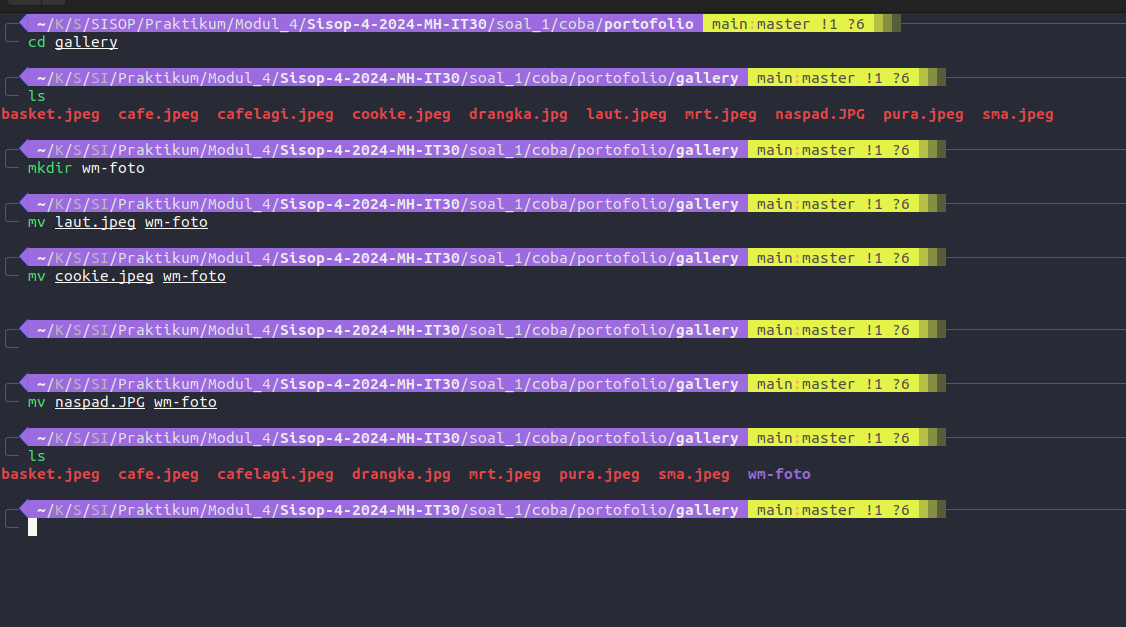 ~/K/S/SISOP/Praktikum/Modul_4/Sisop-4-2024-MH-IT30/soal_1/coba/portofolio main:master !1 ?6
cd gallery
~/K/S/SI/Praktikum/Modul_4/Sisop-4-2024-MH-IT30/soal_1/coba/portofolio/gallery main:master !1 ?6
ls
basket.jpeg cafe.jpeg cafelagi.jpeg cookie.jpeg drangka.jpg laut.jpeg mrt.jpeg naspad.JPG pura.jpeg sma.jpeg
~/K/S/SI/Praktikum/Modul_4/Sisop-4-2024-MH-IT30/soal_1/coba/portofolio/gallery main:master !1 ?6
mkdir wm-foto
~/K/S/SI/Praktikum/Modul_4/Sisop-4-2024-MH-IT30/soal_1/coba/portofolio/gallery main:master !1 ?6
mv laut.jpeg wm-foto
~/K/S/SI/Praktikum/Modul_4/Sisop-4-2024-MH-IT30/soal_1/coba/portofolio/gallery main:master !1 ?6
mv cookie.jpeg wm-foto
~/K/S/SI/Praktikum/Modul_4/Sisop-4-2024-MH-IT30/soal_1/coba/portofolio/gallery main:master !1 ?6
~/K/S/SI/Praktikum/Modul_4/Sisop-4-2024-MH-IT30/soal_1/coba/portofolio/gallery main:master !1 ?6
mv naspad.JPG wm-foto
~/K/S/SI/Praktikum/Modul_4/Sisop-4-2024-MH-IT30/soal_1/coba/portofolio/gallery main:master !1 ?6
ls
basket.jpeg cafe.jpeg cafelagi.jpeg drangka.jpg mrt.jpeg pura.jpeg sma.jpeg wm-foto
~/K/S/SI/Praktikum/Modul_4/Sisop-4-2024-MH-IT30/soal_1/coba/portofolio/gallery main:master !1 ?6